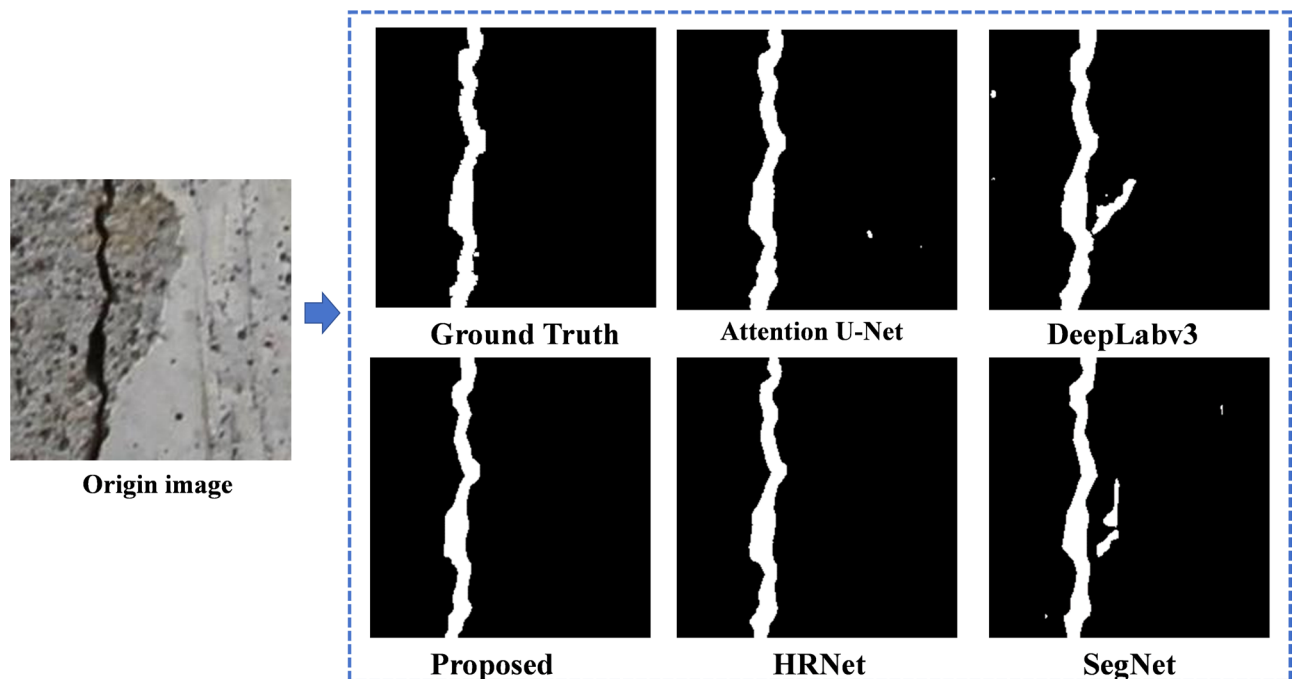 Ground Truth
Attention U-Net
DeepLabv3
Origin image
Proposed
HRNet
SegNet